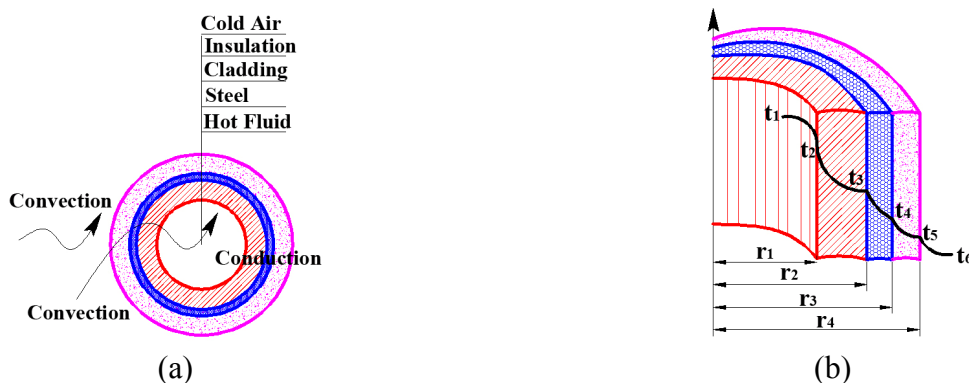 Cold Air
Insulation
Cladding
Steel
Hot Fluid
Convection
Conduction
Convection
(a)
t1
t2
t3
t4
t5
t6
r1
r2
r3
r4
(b)